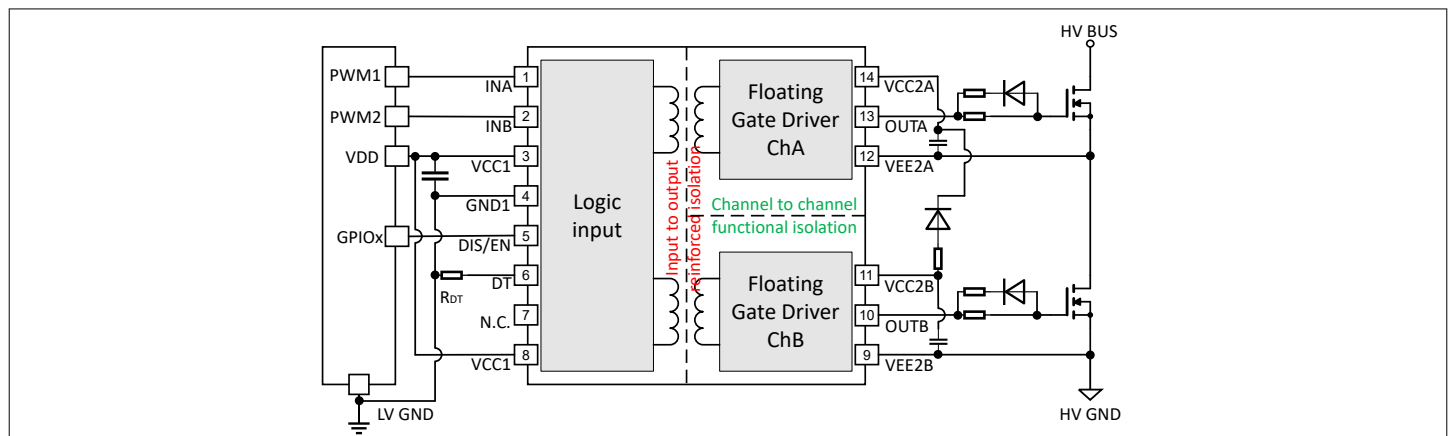 HV BUS
PWM1
PWM2
VDD
GPIOx
LV GND
1
INA
2
INB
3
VCC1
4
GND1
5
DIS/EN
6
DT
RDT
7
N.C.
8
VCC1
Logic
input
Input to output
reinforced isolation
Floating
Gate Driver
ChA
Channel to channel
functional isolation
Floating
Gate Driver
ChB
14
VCC2A
13
OUTA
12
VEE2A
11
VCC2B
10
OUTB
9
VEE2B
HV GND